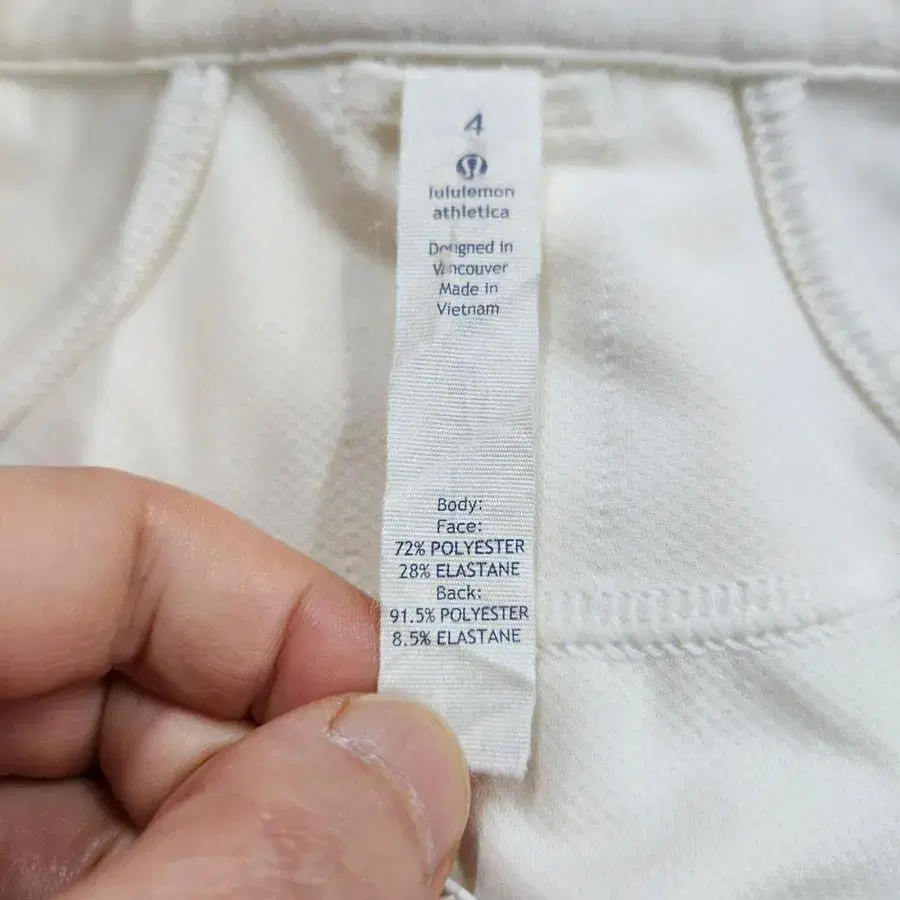 4
lululemon
athletica
Designed in
Vancouver
Made in
Vietnam
Body:
Face:
72% POLYESTER
28% ELASTANE
Back:
91.5% POLYESTER
8.5% ELASTANE